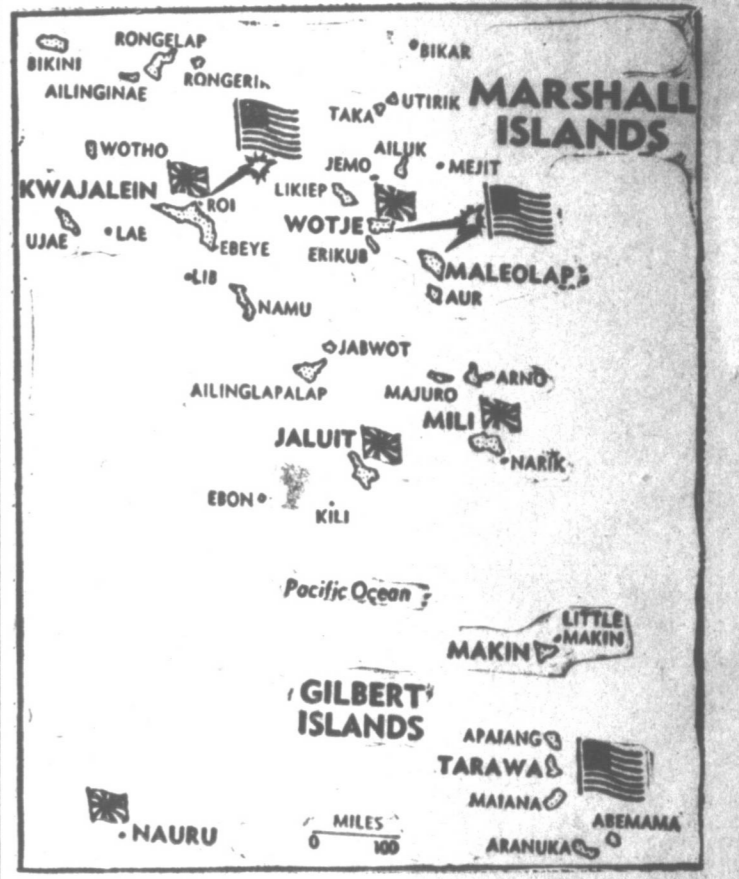 RONGELAP
BIKAR
BIKINI
AILINGINAE
RONGERIK
MARSHALL
ISLANDS
TAKA
UTIRIK
WOTHO
AILUK
JEMO
MEJIT
KWAJALEIN
ROI
LIKIEP
WOTJE
UJAE
LAE
EBEYE
ERIKUB
MALEOLAP
LIB
AUR
NAMU
JABWOT
AILINGLAPALAP
MAJURO
ARNO
MILI
JALUIT
NARIK
EBON
KILI
Pacific Ocean
LITTLE
MAKIN
MAKIN
GILBERT
ISLANDS
APAIANG
TARAWA
MAIANA
ABEMAMA
NAURU
MILES
0 100
ARANUKA